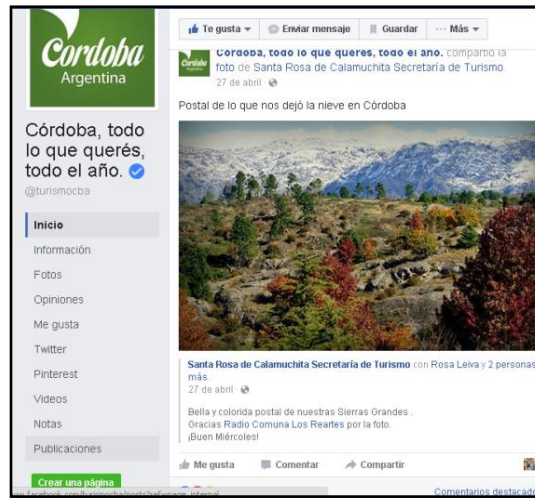 Te gusta
Enviar mensaje
Guardar
Más
Cordoba
Argentina
Córdoba, todo
lo que querés,
todo el año.
@turismocba
Inicio
Información
Fotos
Opiniones
Me gusta
Twitter
Pinterest
Videos
Notas
Publicaciones
Crear una página
Cordoba
Córdoba, todo lo que querés, todo el año. compartió la
foto de Santa Rosa de Calamuchita Secretaría de Turismo.
27 de abril ·
Postal de lo que nos dejó la nieve en Córdoba
Santa Rosa de Calamuchita Secretaría de Turismo con Rosa Leiva y 2 personas
más
27 de abril ·
Bella y colorida postal de nuestras Sierras Grandes .
Gracias Radio Comuna Los Reartes por la foto.
¡Buen Miércoles!
Me gusta
Comentar
Compartir
Comentarios destacado